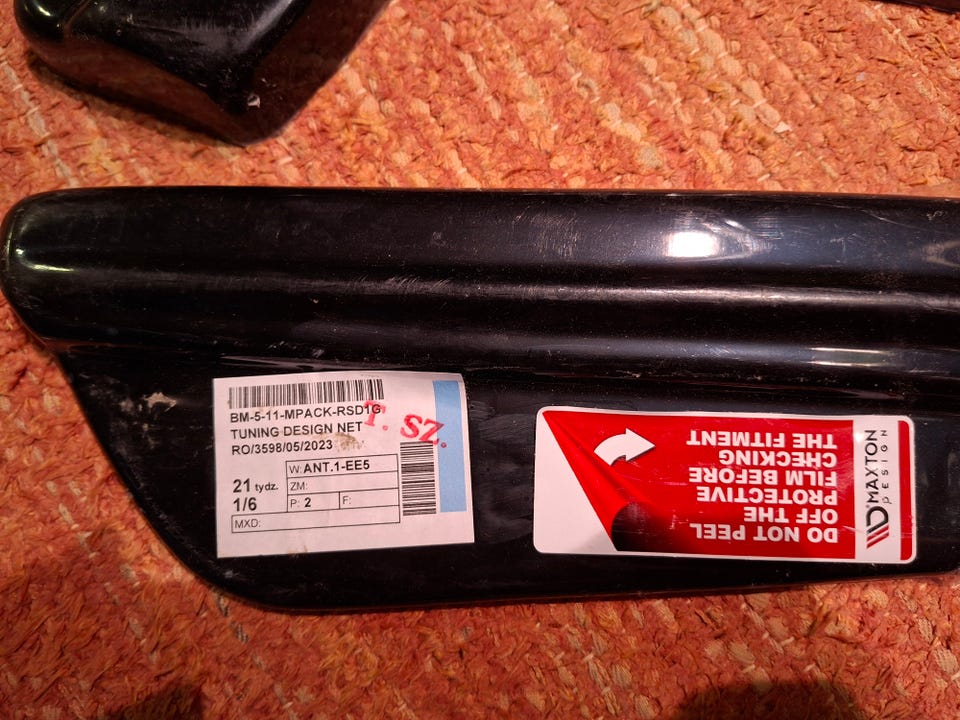 BM-5-11-MPACK-RSD1G
TUNING DESIGN NET
RO/3598/05/2023
T. SZ.
21 tydz.
1/6
W: ANT.1-EE5
ZM:
P: 2
F:
MXD:
DO NOT PEEL
OFF THE
PROTECTIVE
FILM BEFORE
CHECKING
THE FITMENT
MAXTON
DESIGN